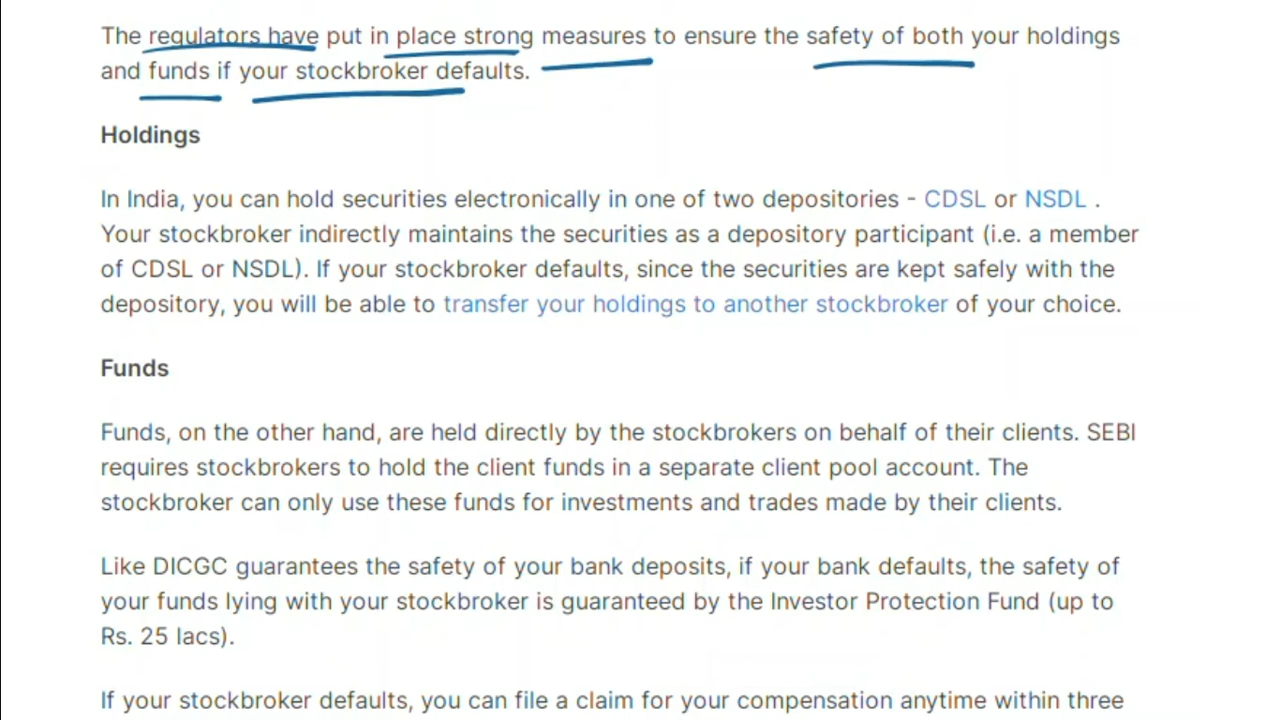 The regulators have put in place strong measures to ensure the safety of both your holdings
and funds if your stockbroker defaults.
Holdings
In India, you can hold securities electronically in one of two depositories - CDSL or NSDL .
Your stockbroker indirectly maintains the securities as a depository participant (i.e. a member
of CDSL or NSDL). If your stockbroker defaults, since the securities are kept safely with the
depository, you will be able to transfer your holdings to another stockbroker of your choice.
Funds
Funds, on the other hand, are held directly by the stockbrokers on behalf of their clients. SEBI
requires stockbrokers to hold the client funds in a separate client pool account. The
stockbroker can only use these funds for investments and trades made by their clients.
Like DICGC guarantees the safety of your bank deposits, if your bank defaults, the safety of
your funds lying with your stockbroker is guaranteed by the Investor Protection Fund (up to
Rs. 25 lacs).
If your stockbroker defaults, you can file a claim for your compensation anytime within three